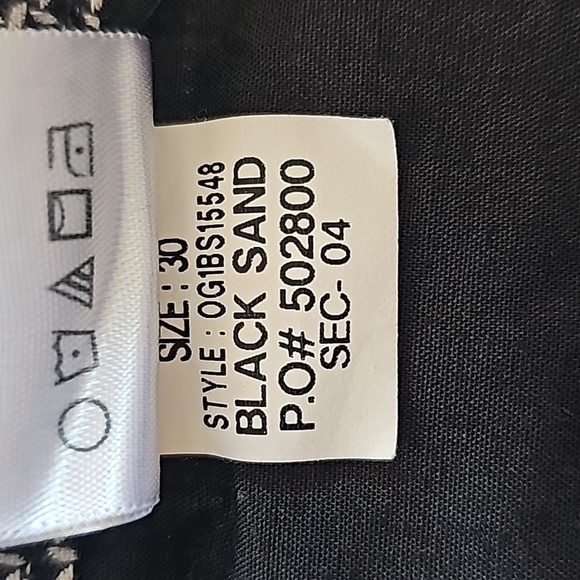 SIZE : 30
STYLE : OG1BS15548
BLACK SAND
P.O# 502800
SEC- 04